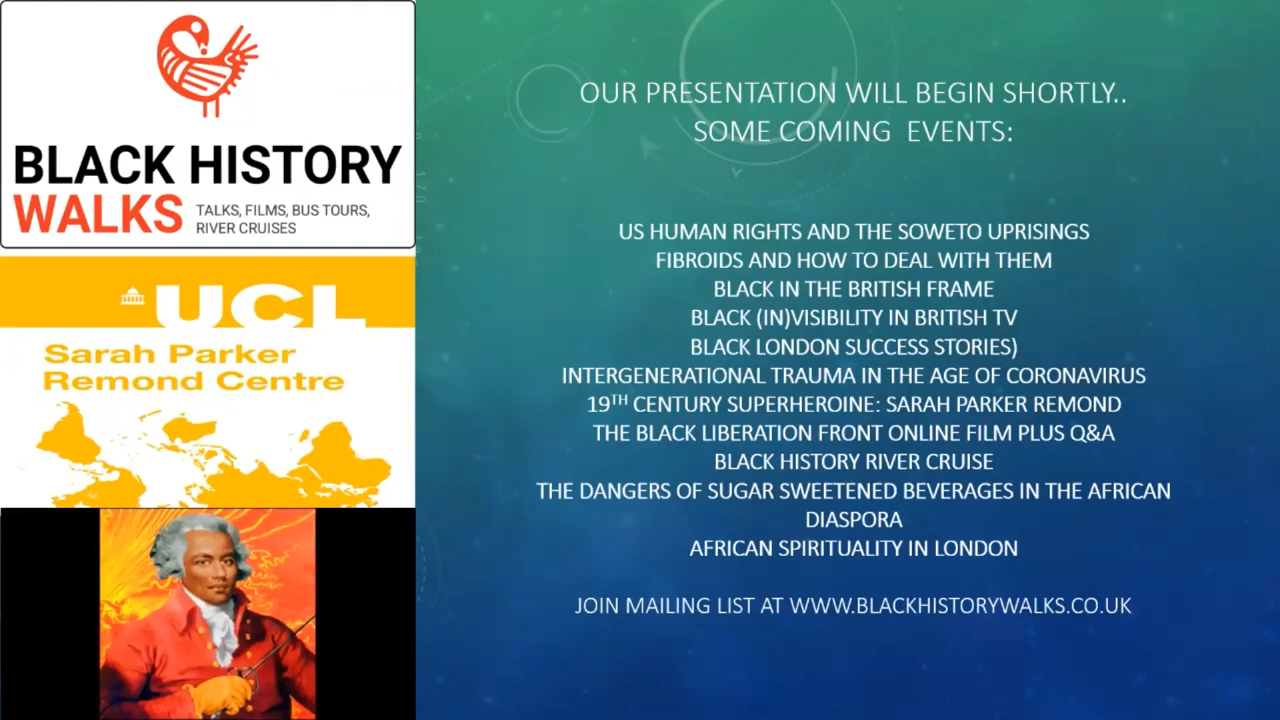 BLACK HISTORY
WALKS
TALKS, FILMS, BUS TOURS,
RIVER CRUISES
UCL
Sarah Parker
Remond Centre
OUR PRESENTATION WILL BEGIN SHORTLY..
SOME COMING EVENTS:
US HUMAN RIGHTS AND THE SOWETO UPRISINGS
FIBROIDS AND HOW TO DEAL WITH THEM
BLACK IN THE BRITISH FRAME
BLACK (IN)VISIBILITY IN BRITISH TV
BLACK LONDON SUCCESS STORIES)
INTERGENERATIONAL TRAUMA IN THE AGE OF CORONAVIRUS
19TH CENTURY SUPERHEROINE: SARAH PARKER REMOND
THE BLACK LIBERATION FRONT ONLINE FILM PLUS Q&A
BLACK HISTORY RIVER CRUISE
THE DANGERS OF SUGAR SWEETENED BEVERAGES IN THE AFRICAN
DIASPORA
AFRICAN SPIRITUALITY IN LONDON
JOIN MAILING LIST AT WWW.BLACKHISTORYWALKS.CO.UK